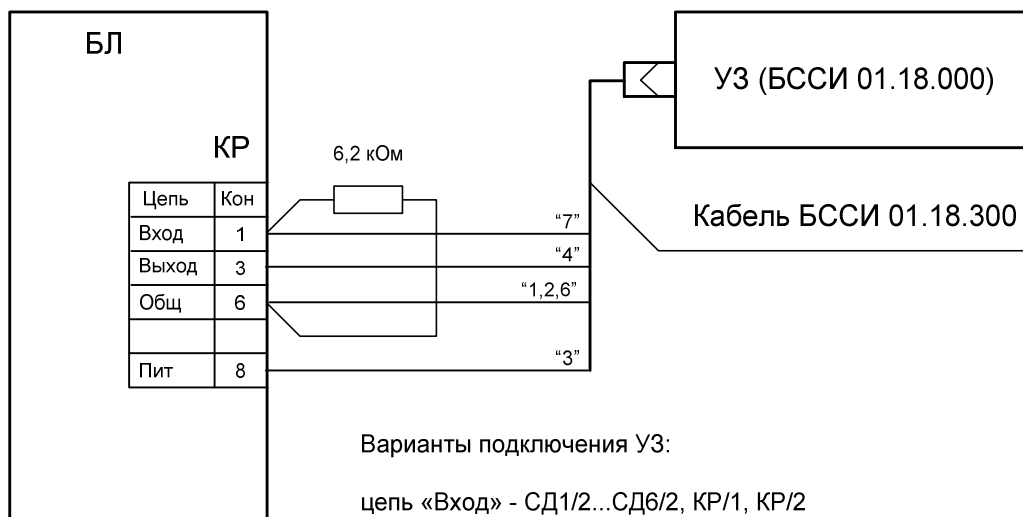 БЛ
УЗ (БССИ 01.18.000)
КР
6,2 кОм
Цепь Кон
Вход 1
Выход 3
Общ 6
Пит 8
“7”
“4”
“1,2,6”
“3”
Кабель БССИ 01.18.300
Варианты подключения УЗ:
цепь «Вход» - СД1/2...СД6/2, КР/1, КР/2